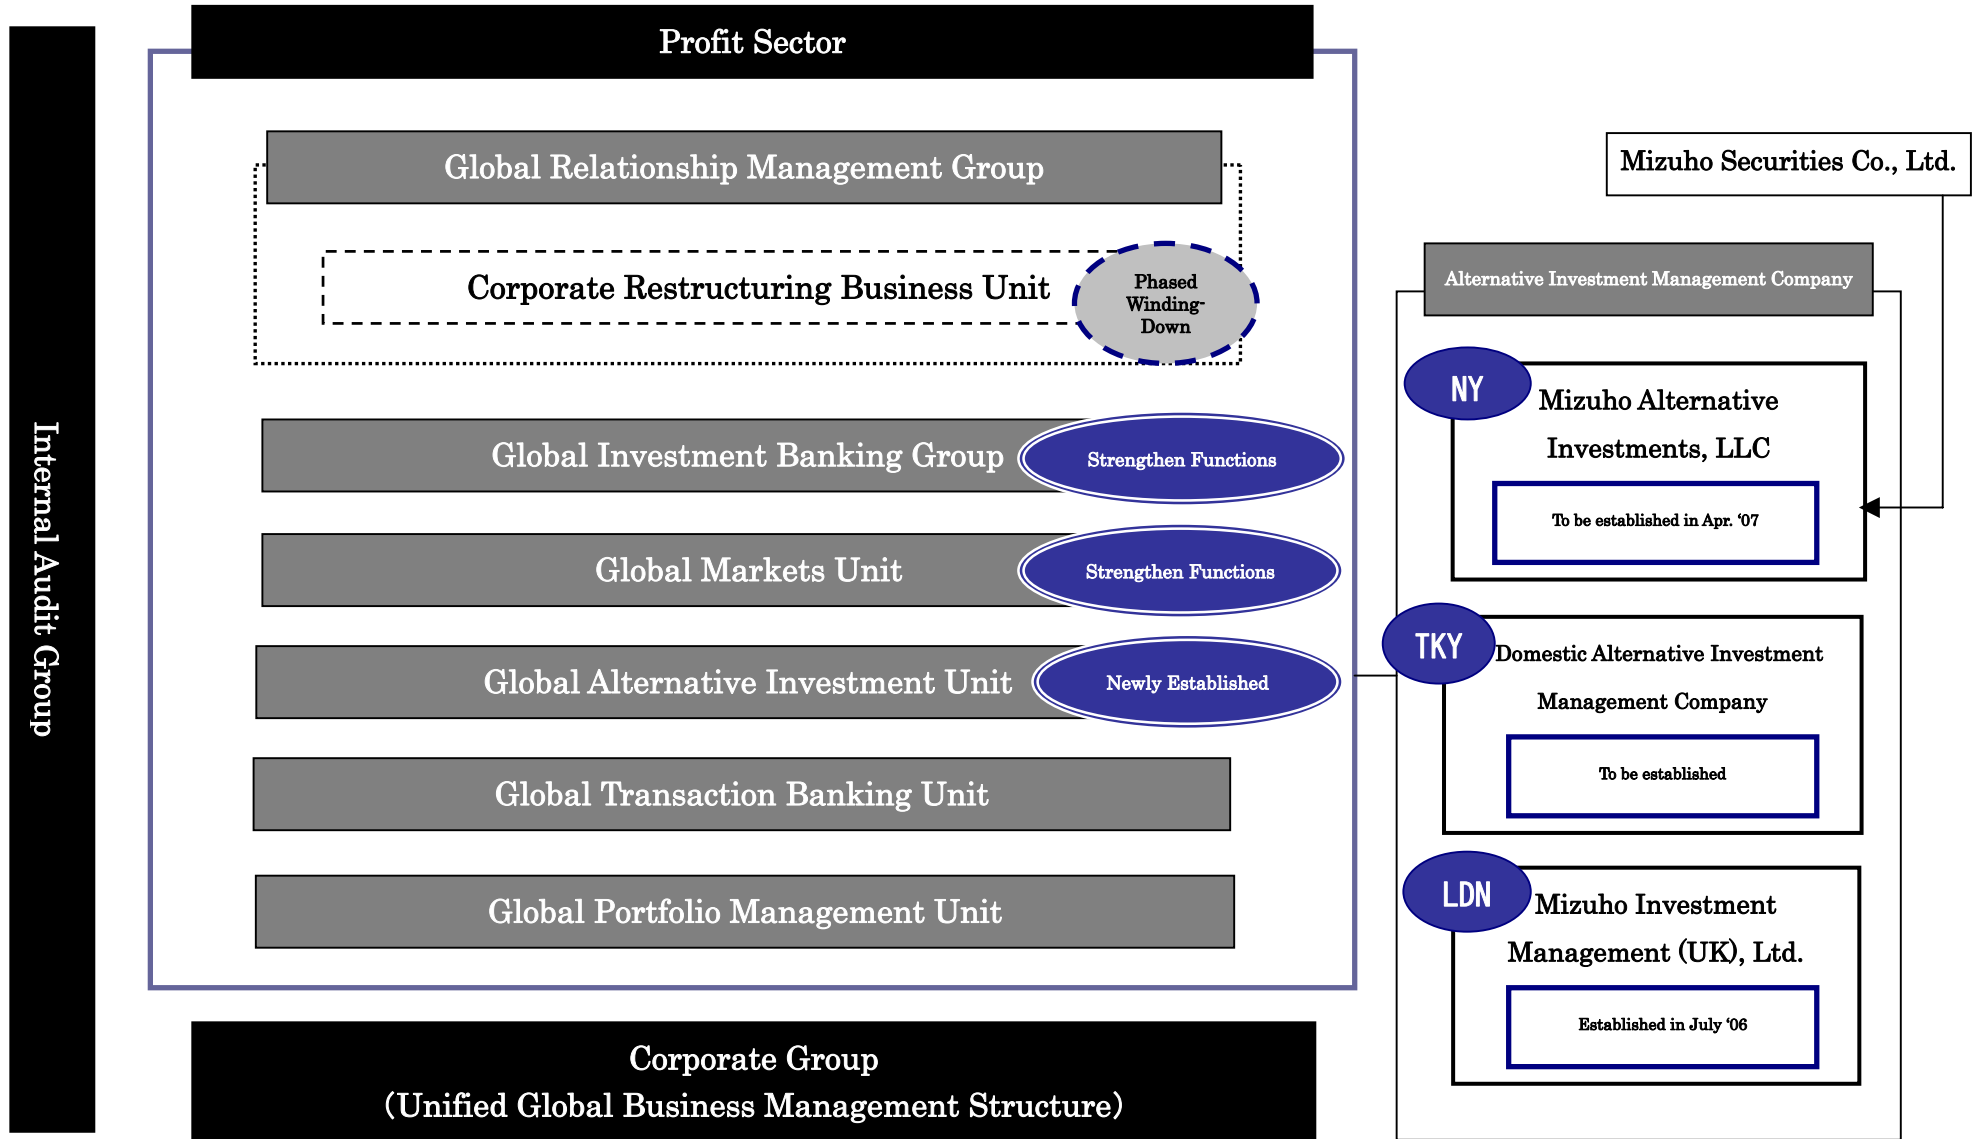 Profit Sector
Internal Audit Group
Global Relationship Management Group
Corporate Restructuring Business Unit
Phased
Winding-
Down
Global Investment Banking Group
Strengthen Functions
Global Markets Unit
Strengthen Functions
Global Alternative Investment Unit
Newly Established
Global Transaction Banking Unit
Global Portfolio Management Unit
Corporate Group
(Unified Global Business Management Structure)
Mizuho Securities Co., Ltd.
Alternative Investment Management Company
NY
Mizuho Alternative
Investments, LLC
To be established in Apr. ‘07
TKY
Domestic Alternative Investment
Management Company
To be established
LDN
Mizuho Investment
Management (UK), Ltd.
Established in July ‘06